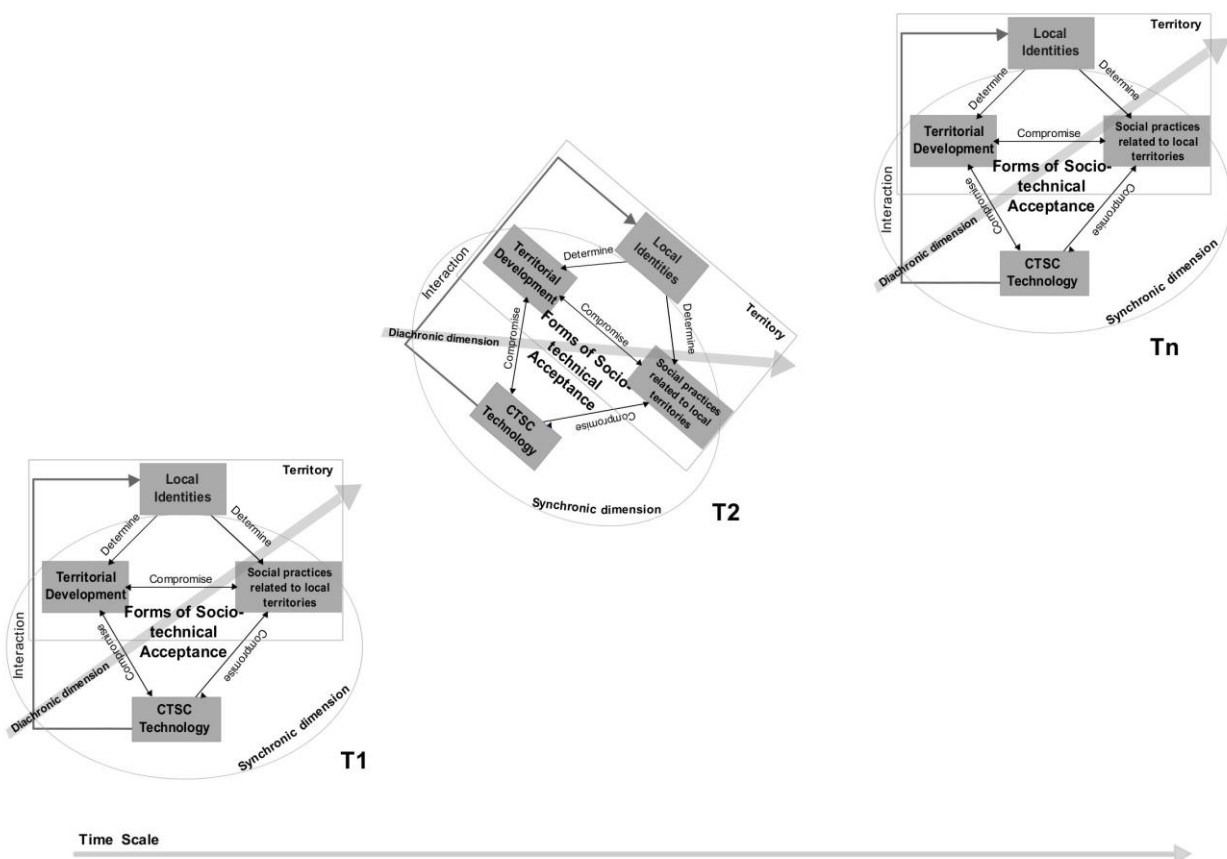 Territory
Local
Identities
Determine
Determine
Territorial
Development
Compromise
Social practices
related to local
territories
Forms of Socio-
technical
Acceptance
Interaction
Compromise
Compromise
Diachronic dimension
CTSC
Technology
Synchronic dimension
Tn
Local
Identities
Determine
Territorial
Development
Interaction
Territory
Compromise
Determine
Diachronic dimension
Compromise
Forms of Socio-
technical
Acceptance
Social practices
related to local
territories
CTSC
Technology
Compromise
Synchronic dimension
T2
Territory
Local
Identities
Determine
Determine
Territorial
Development
Compromise
Social practices
related to local
territories
Forms of Socio-
technical
Acceptance
Interaction
Compromise
Compromise
Diachronic dimension
CTSC
Technology
Synchronic dimension
T1
Time Scale